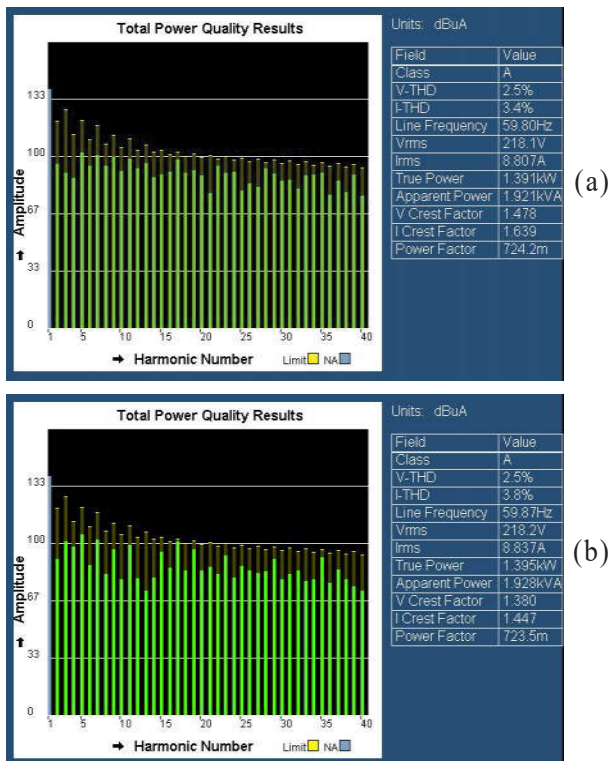 Total Power Quality Results
Units: dBuA
133
100
67
33
0
Amplitude
1 5 10 15 20 25 30 35 40
Harmonic Number Limit NA
Field Value
Class A
V-THD 2.5%
I-THD 3.4%
Line Frequency 59.80Hz
Vrms 218.1V
Irms 8.807A
True Power 1.391kW
Apparent Power 1.921kVA
V Crest Factor 1.478
I Crest Factor 1.639
Power Factor 724.2m
(a)
Total Power Quality Results
Units: dBuA
133
100
67
33
0
Amplitude
1 5 10 15 20 25 30 35 40
Harmonic Number Limit NA
Field Value
Class A
V-THD 2.5%
I-THD 3.8%
Line Frequency 59.87Hz
Vrms 218.2V
Irms 8.837A
True Power 1.395kW
Apparent Power 1.928kVA
V Crest Factor 1.380
I Crest Factor 1.447
Power Factor 723.5m
(b)